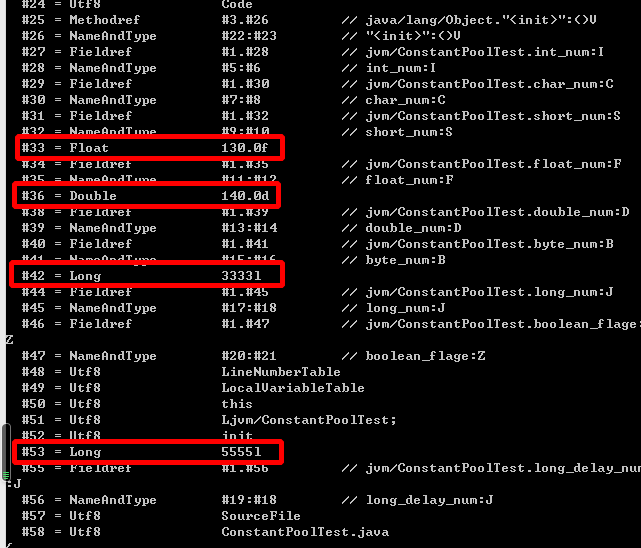 #24 = Utf8 Code
#25 = Methodref #3.#26 // java/lang/Object."<init>":()V
#26 = NameAndType #22:#23 // "<init>":()V
#27 = Fieldref #1.#28 // jvm/ConstantPoolTest.int_num:I
#28 = NameAndType #5:#6 // int_num:I
#29 = Fieldref #1.#30 // jvm/ConstantPoolTest.char_num:C
#30 = NameAndType #7:#8 // char_num:C
#31 = Fieldref #1.#32 // jvm/ConstantPoolTest.short_num:S
#32 = NameAndType #9:#10 // short_num:S
#33 = Float 130.0f
#34 = Fieldref #1.#35 // jvm/ConstantPoolTest.float_num:F
#35 = NameAndType #11:#12 // float_num:F
#36 = Double 140.0d
#38 = Fieldref #1.#39 // jvm/ConstantPoolTest.double_num:D
#39 = NameAndType #13:#14 // double_num:D
#40 = Fieldref #1.#41 // jvm/ConstantPoolTest.byte_num:B
#41 = NameAndType #15:#16 // byte_num:B
#42 = Long 3333l
#44 = Fieldref #1.#45 // jvm/ConstantPoolTest.long_num:J
#45 = NameAndType #17:#18 // long_num:J
#46 = Fieldref #1.#47 // jvm/ConstantPoolTest.boolean_flage:
Z
#47 = NameAndType #20:#21 // boolean_flage:Z
#48 = Utf8 LineNumberTable
#49 = Utf8 LocalVariableTable
#50 = Utf8 this
#51 = Utf8 Ljvm/ConstantPoolTest;
#52 = Utf8 init
#53 = Long 5555l
#55 = Fieldref #1.#56 // jvm/ConstantPoolTest.long_delay_num
:J
#56 = NameAndType #19:#18 // long_delay_num:J
#57 = Utf8 SourceFile
#58 = Utf8 ConstantPoolTest.java
{